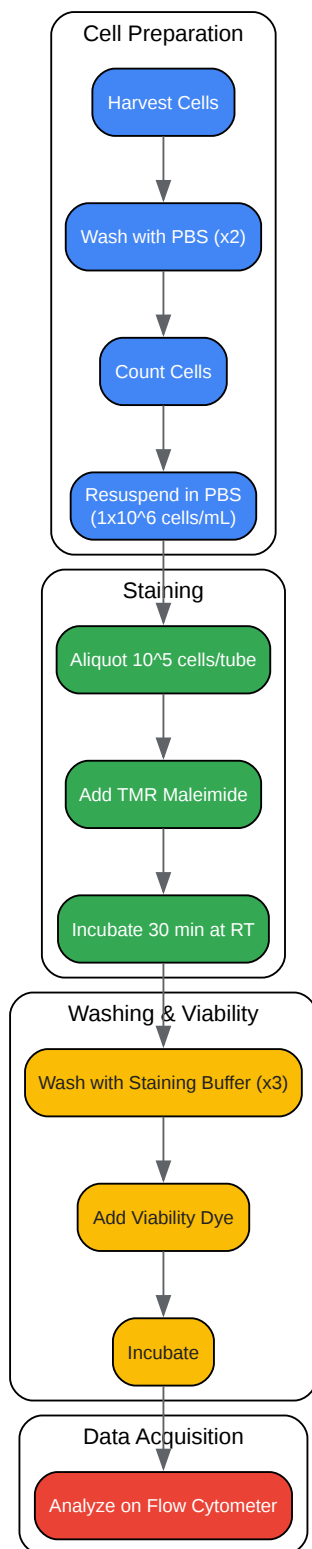 Cell Preparation
Harvest Cells
Wash with PBS (x2)
Count Cells
Resuspend in PBS
(1x10^6 cells/mL)
Staining
Aliquot 10^5 cells/tube
Add TMR Maleimide
Incubate 30 min at RT
Washing & Viability
Wash with Staining Buffer (x3)
Add Viability Dye
Incubate
Data Acquisition
Analyze on Flow Cytometer